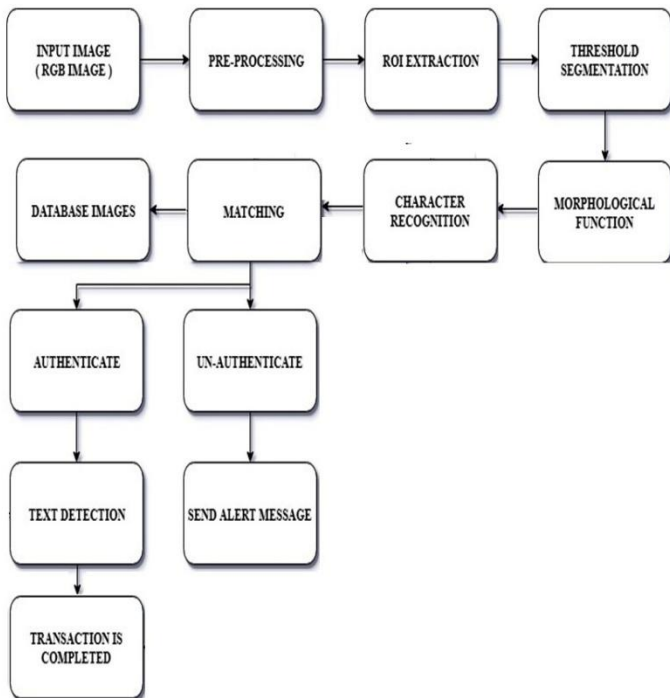 INPUT IMAGE
( RGB IMAGE )
PRE-PROCESSING
ROI EXTRACTION
THRESHOLD
SEGMENTATION
DATABASE IMAGES
MATCHING
CHARACTER
RECOGNITION
MORPHOLOGICAL
FUNCTION
AUTHENTICATE
UN-AUTHENTICATE
TEXT DETECTION
SEND ALERT MESSAGE
TRANSACTION IS
COMPLETED